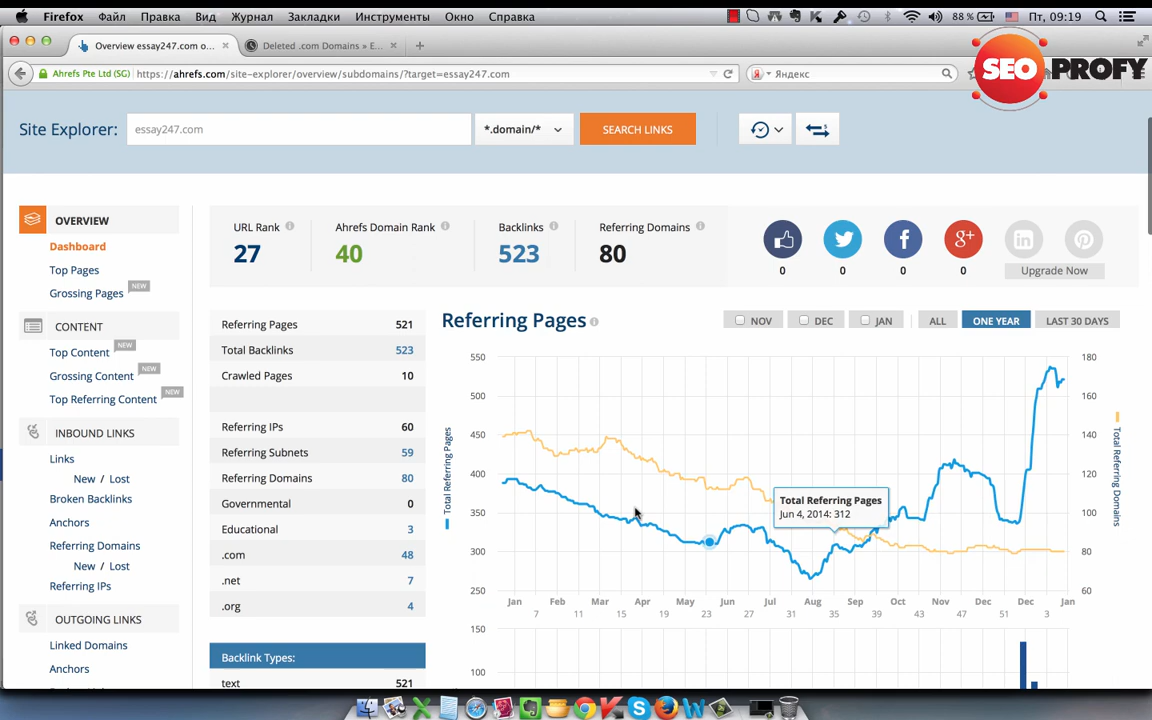 Firefox Файл Правка Вид Журнал Закладки Инструменты Окно Справка 88 % Пт, 09:19
Overview essay247.com o... × Deleted .com Domains » E... × +
SEO PROFY
Ahrefs Pte Ltd (SG) https://ahrefs.com/site-explorer/overview/subdomains/?target=essay247.com Яндекс
Site Explorer: essay247.com *.domain/* SEARCH LINKS
OVERVIEW
Dashboard
Top Pages
Grossing Pages NEW
CONTENT
Top Content NEW
Grossing Content NEW
Top Referring Content NEW
INBOUND LINKS
Links
New / Lost
Broken Backlinks
Anchors
Referring Domains
New / Lost
Referring IPs
OUTGOING LINKS
Linked Domains
Anchors
URL Rank Ahrefs Domain Rank Backlinks Referring Domains
27 40 523 80
0 0 0 0 Upgrade Now
Referring Pages 521
Total Backlinks 523
Crawled Pages 10
Referring IPs 60
Referring Subnets 59
Referring Domains 80
Governmental 0
Educational 3
.com 48
.net 7
.org 4
Backlink Types:
text 521
Referring Pages NOV DEC JAN ALL ONE YEAR LAST 30 DAYS
550 180
500 160
450 140
400 120
350 100
300 80
250 60
Total Referring Pages
Total Referring Domains
Total Referring Pages
Jun 4, 2014: 312
Jan Feb Mar Apr May Jun Jul Aug Sep Oct Nov Dec Dec Jan
7 11 15 19 23 27 31 35 39 43 47 51 3
150
100